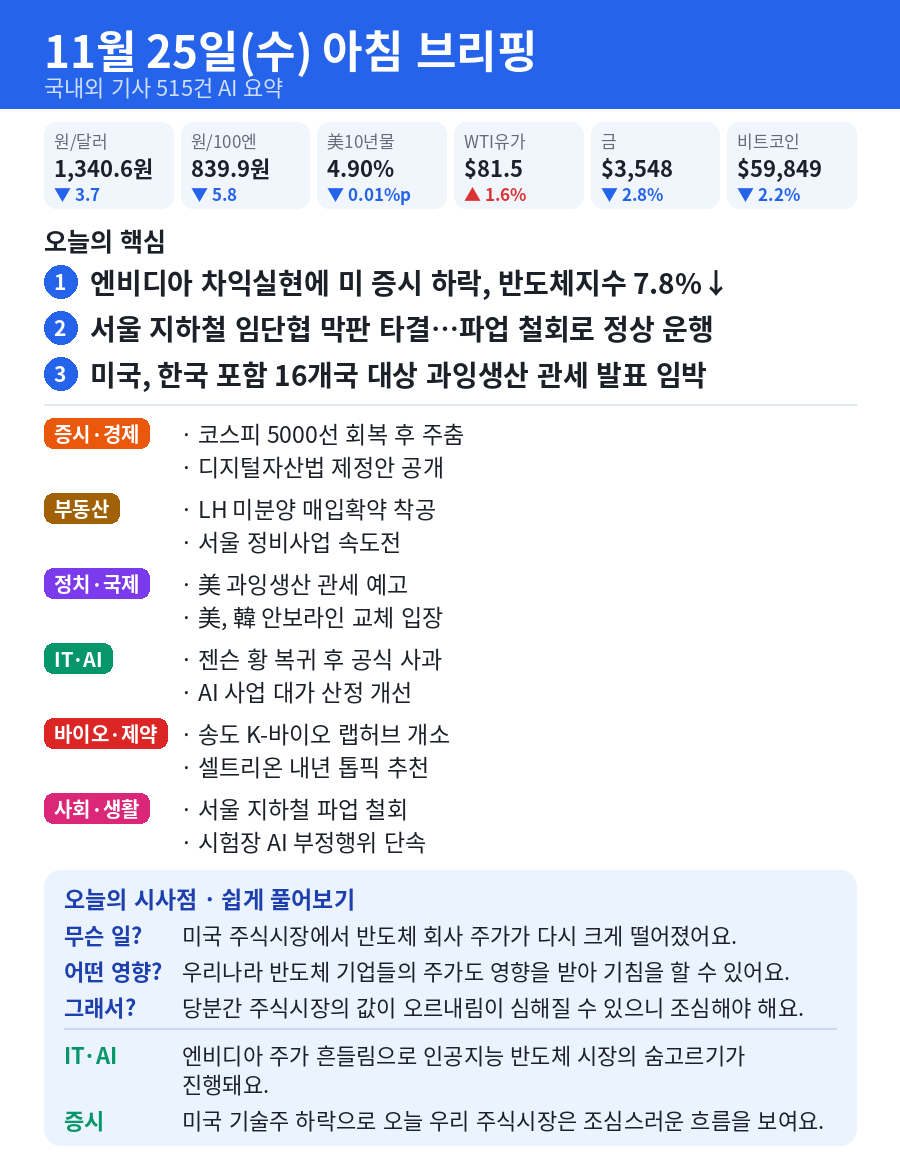 11월 25일(수) 아침 브리핑
국내외 기사 515건 AI 요약
원/달러
1,340.6원
▼ 3.7
원/100엔
839.9원
▼ 5.8
美10년물
4.90%
▼ 0.01%p
WTI유가
$81.5
▲ 1.6%
금
$3,548
▼ 2.8%
비트코인
$59,849
▼ 2.2%
오늘의 핵심
1 엔비디아 차익실현에 미 증시 하락, 반도체지수 7.8%↓
2 서울 지하철 임단협 막판 타결…파업 철회로 정상 운행
3 미국, 한국 포함 16개국 대상 과잉생산 관세 발표 임박
증시·경제 · 코스피 5000선 회복 후 주춤
· 디지털자산법 제정안 공개
부동산 · LH 미분양 매입확약 착공
· 서울 정비사업 속도전
정치·국제 · 美 과잉생산 관세 예고
· 美, 韓 안보라인 교체 입장
IT·AI · 젠슨 황 복귀 후 공식 사과
· AI 사업 대가 산정 개선
바이오·제약 · 송도 K-바이오 랩허브 개소
· 셀트리온 내년 톱픽 추천
사회·생활 · 서울 지하철 파업 철회
· 시험장 AI 부정행위 단속
오늘의 시사점 · 쉽게 풀어보기
무슨 일? 미국 주식시장에서 반도체 회사 주가가 다시 크게 떨어졌어요.
어떤 영향? 우리나라 반도체 기업들의 주가도 영향을 받아 기침을 할 수 있어요.
그래서? 당분간 주식시장의 값이 오르내림이 심해질 수 있으니 조심해야 해요.
IT·AI 엔비디아 주가 흔들림으로 인공지능 반도체 시장의 숨고르기가
진행돼요.
증시 미국 기술주 하락으로 오늘 우리 주식시장은 조심스러운 흐름을 보여요.